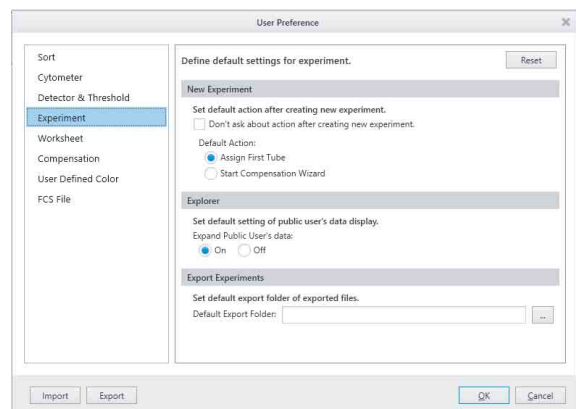 User Preference
Sort
Cytometer
Detector & Threshold
Experiment
Worksheet
Compensation
User Defined Color
FCS File
Define default settings for experiment.
Reset
New Experiment
Set default action after creating new experiment.
Don't ask about action after creating new experiment.
Default Action:
Assign First Tube
Start Compensation Wizard
Explorer
Set default setting of public user's data display.
Expand Public User's data:
On Off
Export Experiments
Set default export folder of exported files.
Default Export Folder: ...
Import Export OK Cancel